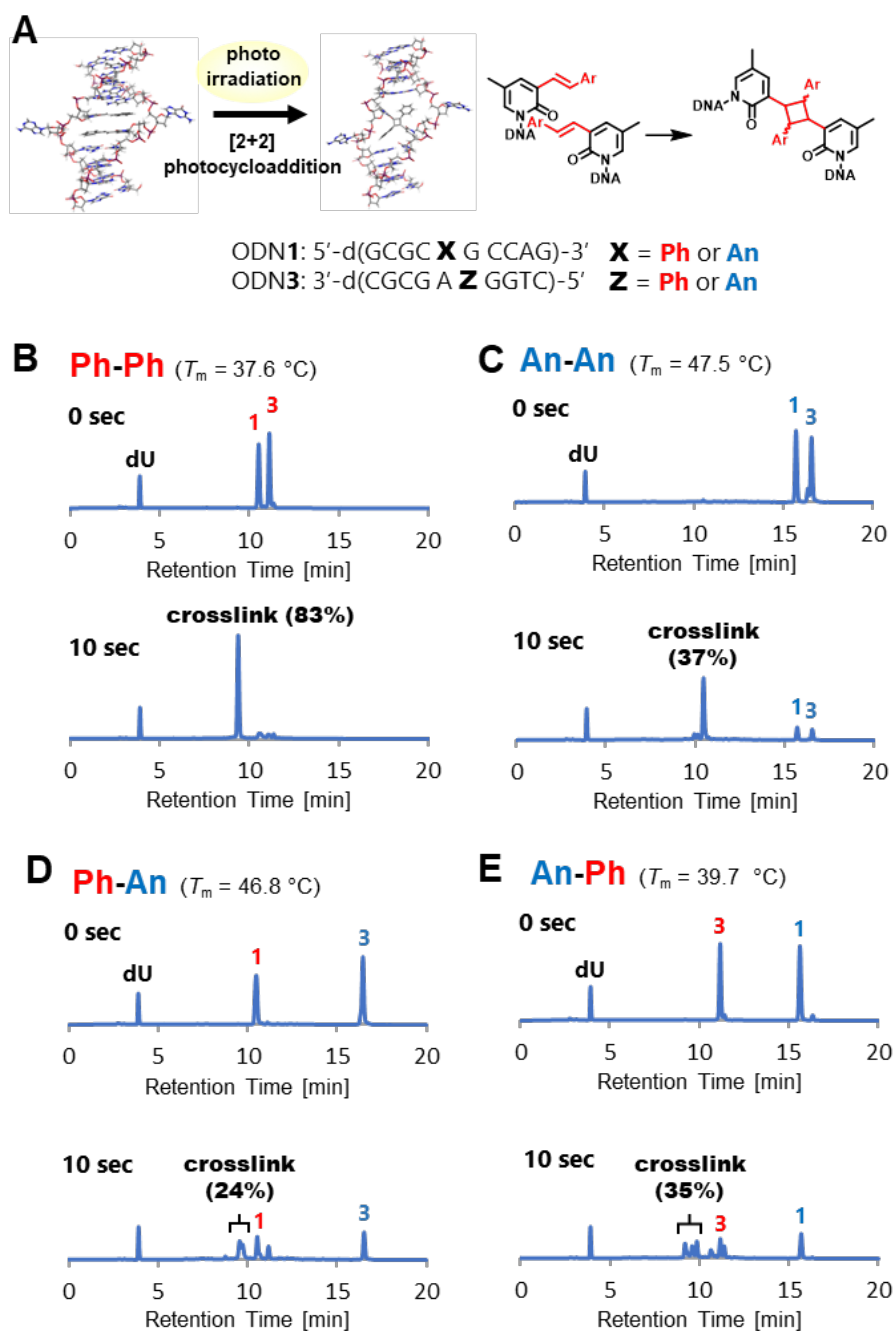 A
photo
irradiation
[2+2]
photocycloaddition
Ar
N
O
DNA
Ar
O
N
DNA
Ar
DNA
N
O
Ar
O
N
DNA
ODN1: 5′-d(GCGC X G CCAG)-3′ X = Ph or An
ODN3: 3′-d(CGCG A Z GGTC)-5′ Z = Ph or An
B
Ph-Ph (Tm = 37.6 °C)
0 sec
dU
1
3
0 5 10 15 20
Retention Time [min]
10 sec
crosslink (83%)
0 5 10 15 20
Retention Time [min]
C
An-An (Tm = 47.5 °C)
0 sec
dU
1
3
0 5 10 15 20
Retention Time [min]
10 sec
crosslink
(37%)
1
3
0 5 10 15 20
Retention Time [min]
D
Ph-An (Tm = 46.8 °C)
0 sec
dU
1
3
0 5 10 15 20
Retention Time [min]
10 sec
crosslink
(24%)
1
3
0 5 10 15 20
Retention Time [min]
E
An-Ph (Tm = 39.7 °C)
0 sec
dU
3
1
0 5 10 15 20
Retention Time [min]
10 sec
crosslink
(35%)
3
1
0 5 10 15 20
Retention Time [min]